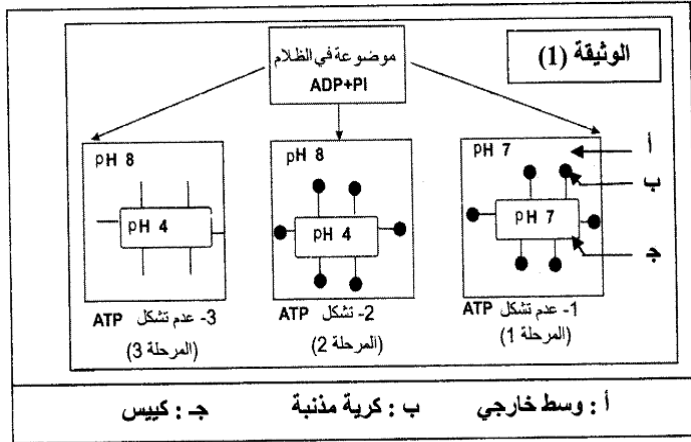 الوثيقة (1)
موضوعة في الظلام
ADP+PI
pH 7
أ
ب
pH 7
جـ
1- عدم تشكل ATP
(المرحلة 1)
pH 8
pH 4
2- تشكل ATP
(المرحلة 2)
pH 8
pH 4
3- عدم تشكل ATP
(المرحلة 3)
أ : وسط خارجي ب : كرية مذنبة جـ : كييس